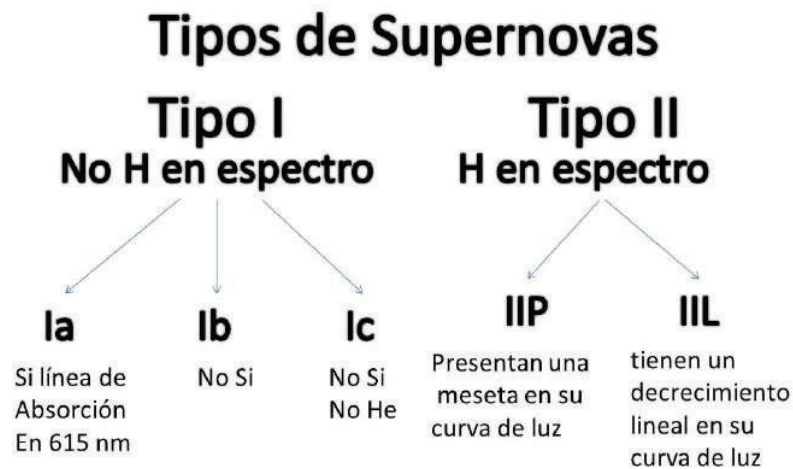 Tipos de Supernovas
Tipo I
No H en espectro
Ia
Si línea de
Absorción
En 615 nm
Ib
No Si
Ic
No Si
No He
Tipo II
H en espectro
IIP
Presentan una
meseta en su
curva de luz
IIL
tienen un
decrecimiento
lineal en su
curva de luz